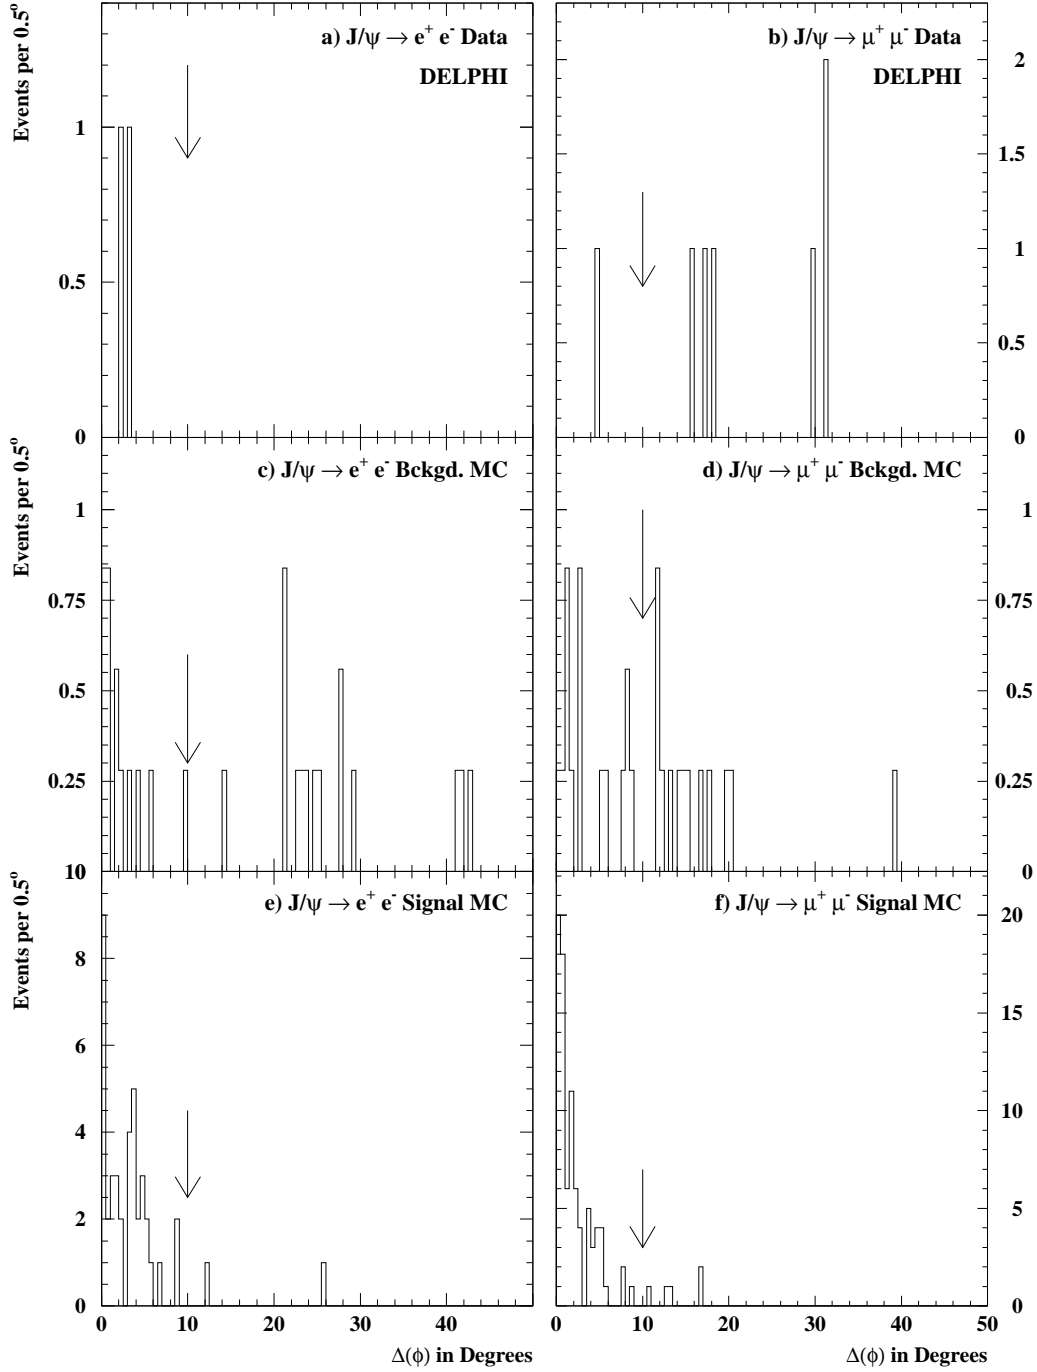 Events per 0.5°
a) J/ψ → e⁺ e⁻ Data
DELPHI
1
0.5
0
b) J/ψ → μ⁺ μ⁻ Data
DELPHI
2
1.5
1
0.5
0
Events per 0.5°
c) J/ψ → e⁺ e⁻ Bckgd. MC
1
0.75
0.5
0.25
d) J/ψ → μ⁺ μ⁻ Bckgd. MC
1
0.75
0.5
0.25
0
Events per 0.5°
e) J/ψ → e⁺ e⁻ Signal MC
10
8
6
4
2
0
f) J/ψ → μ⁺ μ⁻ Signal MC
20
15
10
5
0
0 10 20 30 40
0 10 20 30 40 50
Δ(ϕ) in Degrees
Δ(ϕ) in Degrees